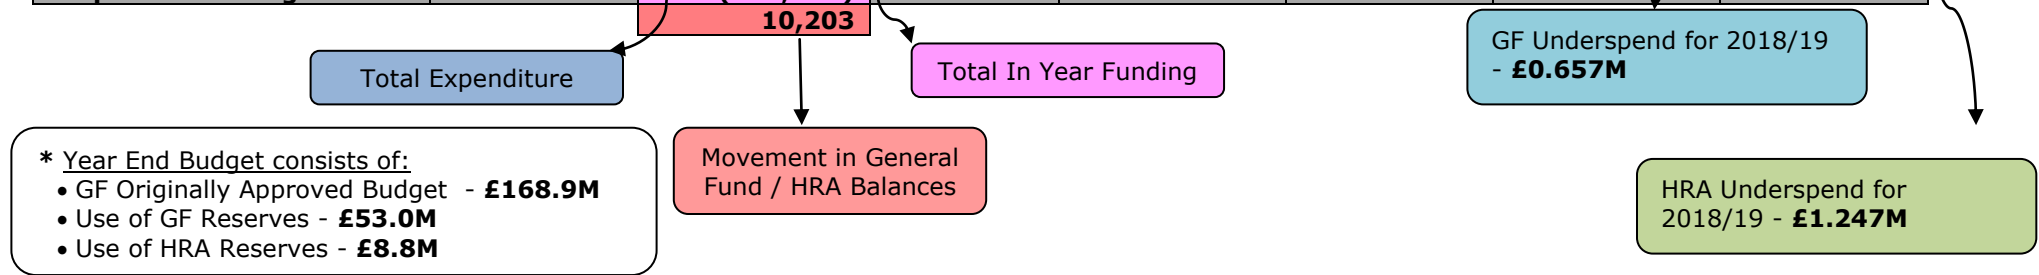 10,203
GF Underspend for 2018/19
- £0.657M
Total Expenditure
Total In Year Funding
* Year End Budget consists of:
• GF Originally Approved Budget - £168.9M
• Use of GF Reserves - £53.0M
• Use of HRA Reserves - £8.8M
Movement in General
Fund / HRA Balances
HRA Underspend for
2018/19 - £1.247M